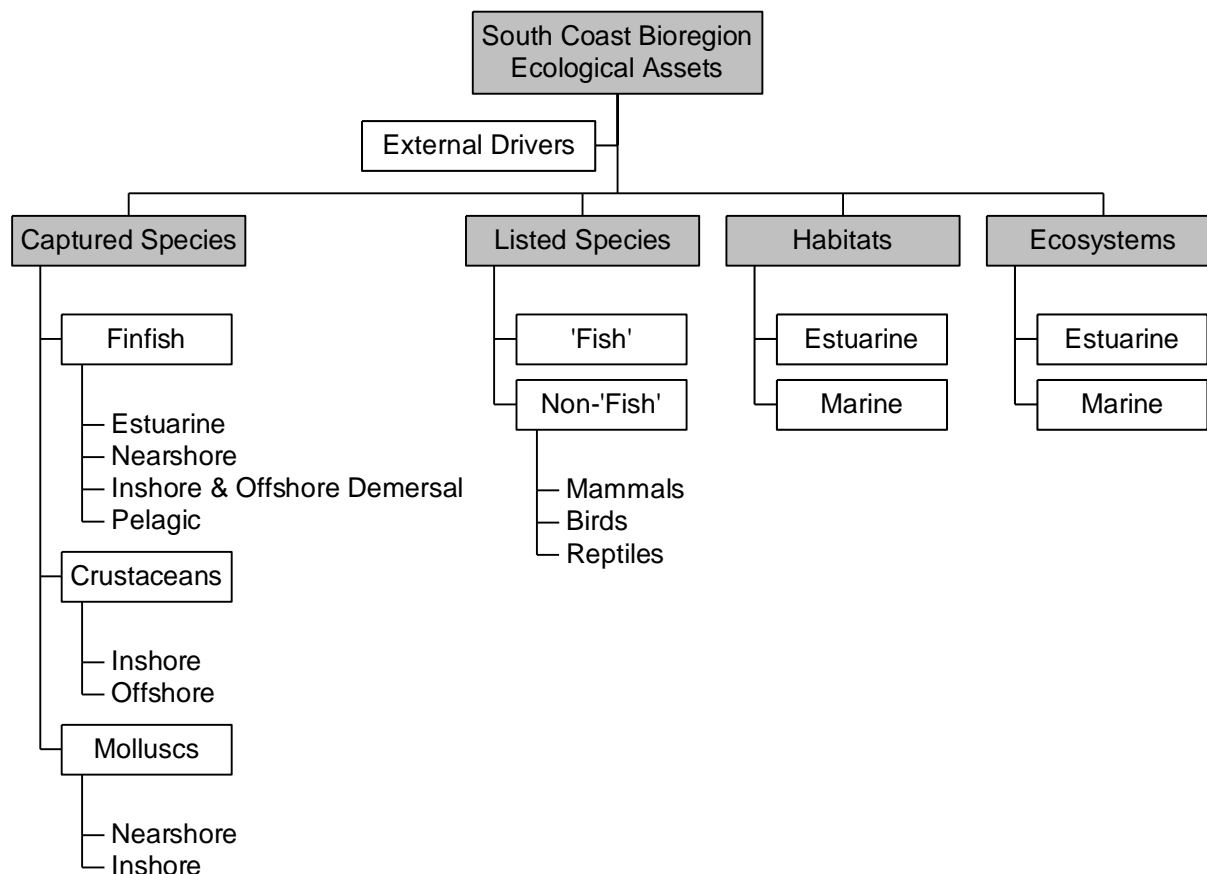 South Coast Bioregion
Ecological Assets
External Drivers
Captured Species
Listed Species
Habitats
Ecosystems
Finfish
Estuarine
Nearshore
Inshore & Offshore Demersal
Pelagic
Crustaceans
Inshore
Offshore
Molluscs
Nearshore
Inshore
'Fish'
Non-'Fish'
Mammals
Birds
Reptiles
Estuarine
Marine
Estuarine
Marine